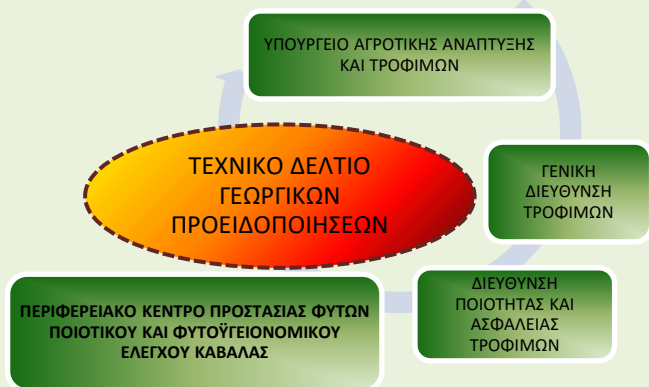 ΥΠΟΥΡΓΕΙΟ ΑΓΡΟΤΙΚΗΣ ΑΝΑΠΤΥΞΗΣ
ΚΑΙ ΤΡΟΦΙΜΩΝ
ΤΕΧΝΙΚΟ ΔΕΛΤΙΟ
ΓΕΩΡΓΙΚΩΝ
ΠΡΟΕΙΔΟΠΟΙΗΣΕΩΝ
ΓΕΝΙΚΗ
ΔΙΕΥΘΥΝΣΗ
ΤΡΟΦΙΜΩΝ
ΔΙΕΥΘΥΝΣΗ
ΠΟΙΟΤΗΤΑΣ ΚΑΙ
ΑΣΦΑΛΕΙΑΣ
ΤΡΟΦΙΜΩΝ
ΠΕΡΙΦΕΡΕΙΑΚΟ ΚΕΝΤΡΟ ΠΡΟΣΤΑΣΙΑΣ ΦΥΤΩΝ
ΠΟΙΟΤΙΚΟΥ ΚΑΙ ΦΥΤΟΫΓΕΙΟΝΟΜΙΚΟΥ
ΕΛΕΓΧΟΥ ΚΑΒΑΛΑΣ